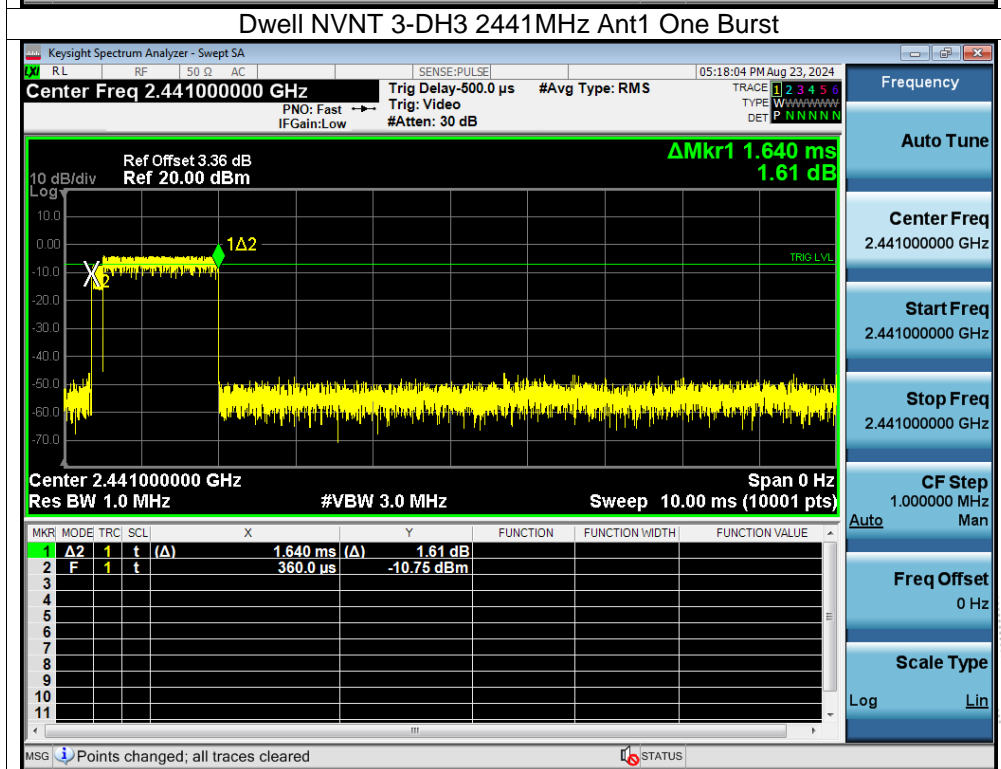 Dwell NVNT 3-DH3 2441MHz Ant1 One Burst
Keysight Spectrum Analyzer - Swept SA
LXI RL RF 50 Ω AC SENSE:PULSE 05:18:04 PM Aug 23, 2024
Center Freq 2.441000000 GHz Trig Delay-500.0 µs #Avg Type: RMS TRACE 1 2 3 4 5 6
PNO: Fast Trig: Video TYPE W WWWWW
IFGain:Low #Atten: 30 dB DET P N N N N N
Frequency
Auto Tune
Center Freq
2.441000000 GHz
Start Freq
2.441000000 GHz
Stop Freq
2.441000000 GHz
CF Step
1.000000 MHz
Auto Man
Freq Offset
0 Hz
Scale Type
Log Lin
ΔMkr1 1.640 ms
1.61 dB
Ref Offset 3.36 dB
10 dB/div Ref 20.00 dBm
Log
10.0
0.00
-10.0
-20.0
-30.0
-40.0
-50.0
-60.0
-70.0
1Δ2
X2
TRIG LVL
Center 2.441000000 GHz Span 0 Hz
Res BW 1.0 MHz #VBW 3.0 MHz Sweep 10.00 ms (10001 pts)
MKR MODE TRC SCL X Y FUNCTION FUNCTION WIDTH FUNCTION VALUE
1 Δ2 1 t (Δ) 1.640 ms (Δ) 1.61 dB
2 F 1 t 360.0 µs -10.75 dBm
3
4
5
6
7
8
9
10
11
MSG Points changed; all traces cleared STATUS